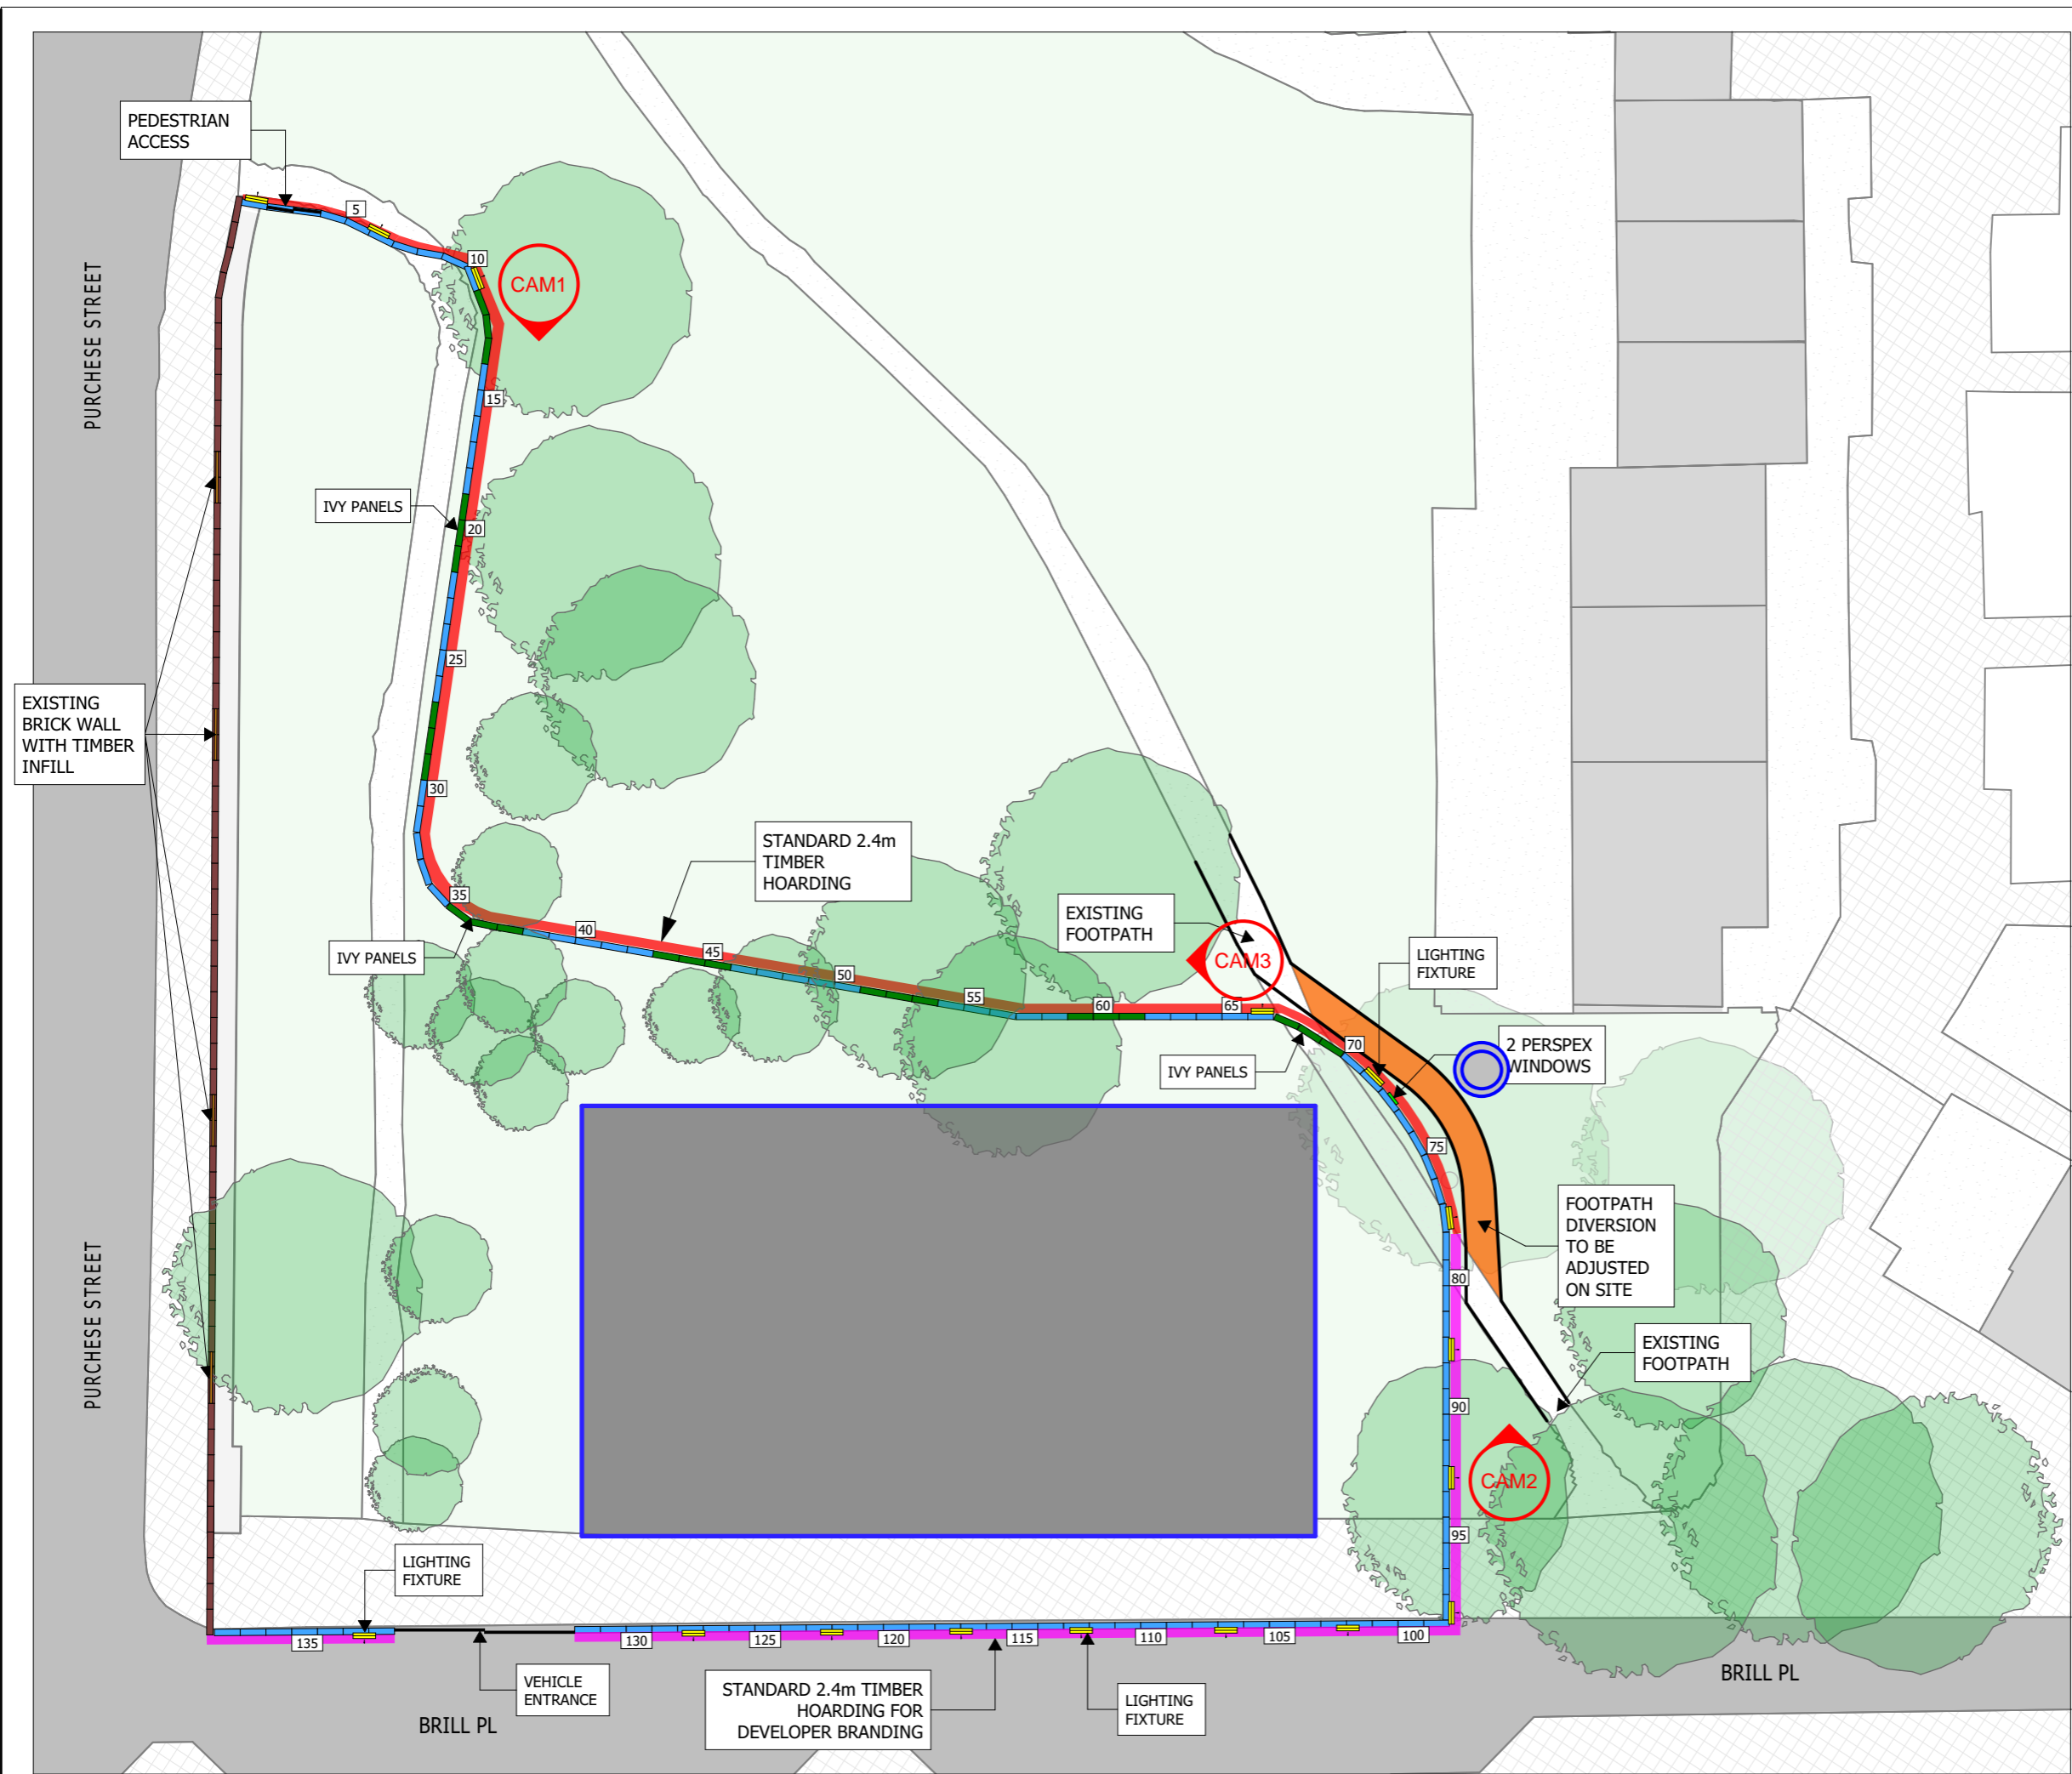 PEDESTRIAN
ACCESS
5
10
CAM1
PURCHESE STREET
15
IVY PANELS
20
25
EXISTING
BRICK WALL
WITH TIMBER
INFILL
30
STANDARD 2.4m
TIMBER
HOARDING
35
40
45
50
55
60
65
IVY PANELS
EXISTING
FOOTPATH
CAM3
LIGHTING
FIXTURE
70
2 PERSPEX
WINDOWS
IVY PANELS
75
FOOTPATH
DIVERSION
TO BE
ADJUSTED
ON SITE
80
PURCHESE STREET
EXISTING
FOOTPATH
90
CAM2
95
LIGHTING
FIXTURE
135
130
125
120
115
110
105
100
VEHICLE
ENTRANCE
BRILL PL
STANDARD 2.4m TIMBER
HOARDING FOR
DEVELOPER BRANDING
LIGHTING
FIXTURE
BRILL PL